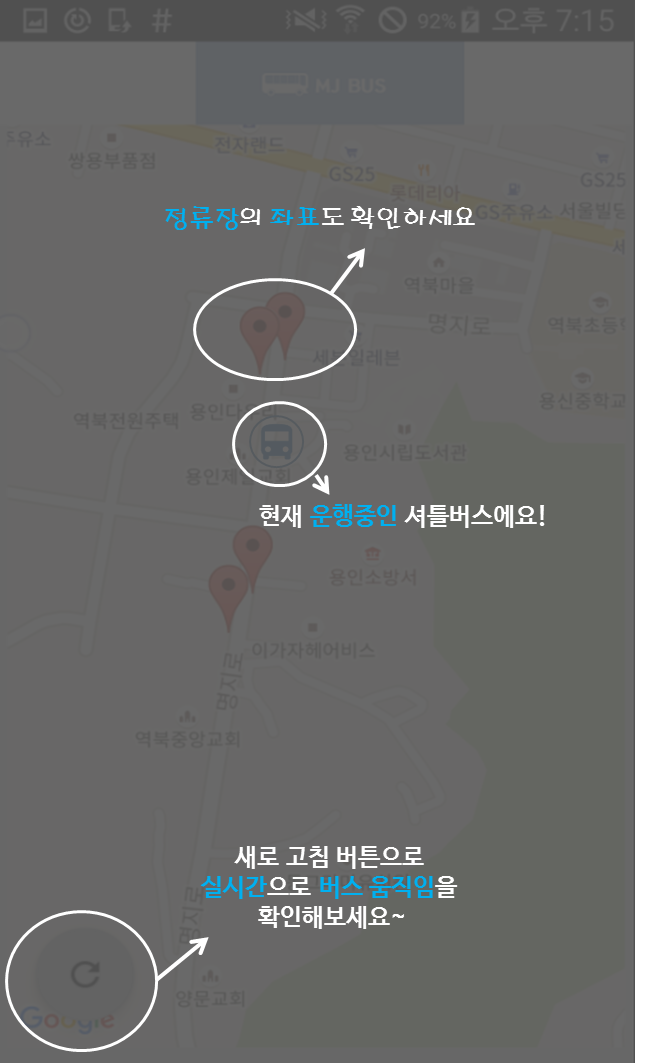 # 92% 오후 7:15
MJ BUS
전자랜드
쌍용부품점
GS25
롯데리아
GS25
정류장의 좌표도 확인하세요
GS주유소 서울빌딩
역북마을
명지로
역북초등학
세븐일레븐
용신중학교
역북전원주택
용인시립도서관
용인제일교회
현재 운행중인 셔틀버스에요!
용인소방서
이가자헤어비스
명지로
역북중앙교회
새로 고침 버튼으로
실시간으로 버스 움직임을
확인해보세요~
명지로
양문교회
Google